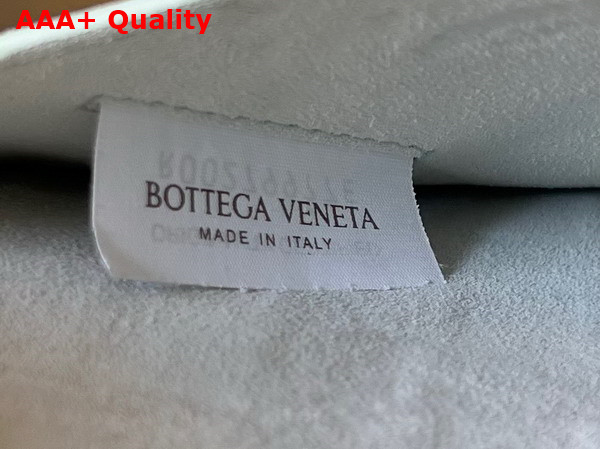 AAA+ Quality
BOTTEGA VENETA
MADE IN ITALY